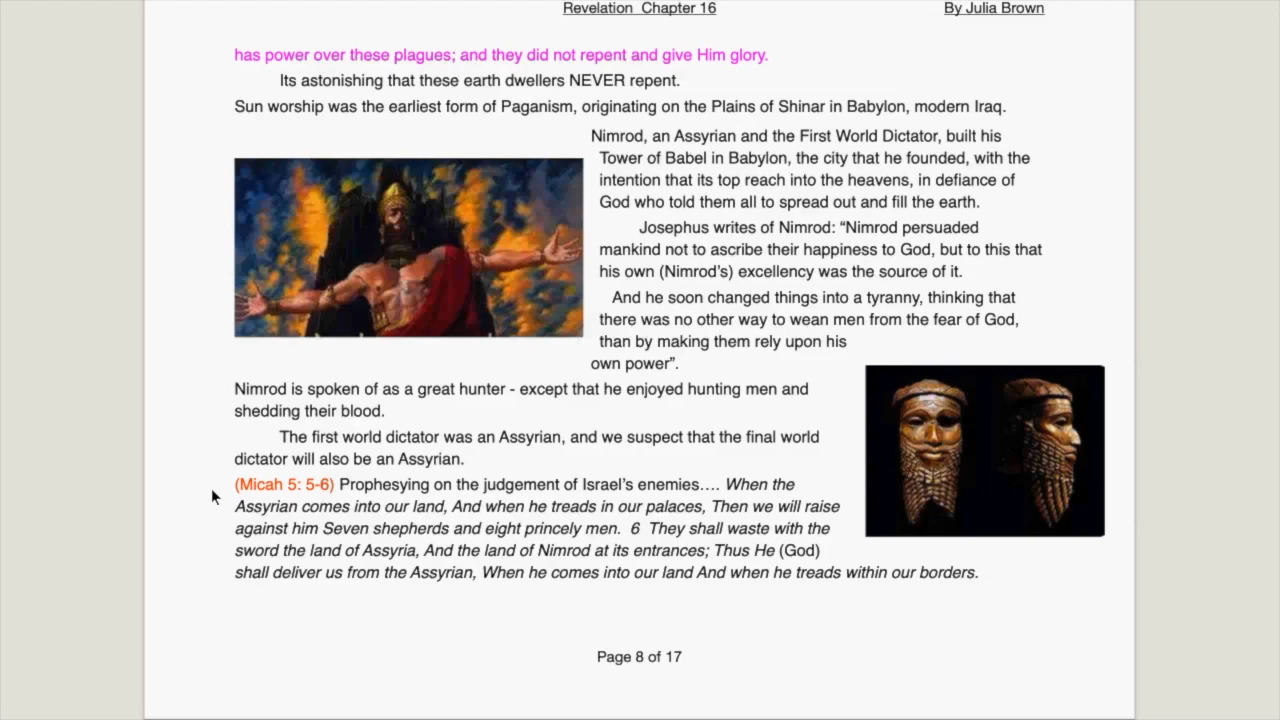 Revelation Chapter 16
By Julia Brown
has power over these plagues; and they did not repent and give Him glory.
Its astonishing that these earth dwellers NEVER repent.
Sun worship was the earliest form of Paganism, originating on the Plains of Shinar in Babylon, modern Iraq.
Nimrod, an Assyrian and the First World Dictator, built his
Tower of Babel in Babylon, the city that he founded, with the
intention that its top reach into the heavens, in defiance of
God who told them all to spread out and fill the earth.
Josephus writes of Nimrod: “Nimrod persuaded
mankind not to ascribe their happiness to God, but to this that
his own (Nimrod’s) excellency was the source of it.
And he soon changed things into a tyranny, thinking that
there was no other way to wean men from the fear of God,
than by making them rely upon his
own power”.
Nimrod is spoken of as a great hunter - except that he enjoyed hunting men and
shedding their blood.
The first world dictator was an Assyrian, and we suspect that the final world
dictator will also be an Assyrian.
(Micah 5: 5-6) Prophesying on the judgement of Israel’s enemies…. When the
Assyrian comes into our land, And when he treads in our palaces, Then we will raise
against him Seven shepherds and eight princely men. 6 They shall waste with the
sword the land of Assyria, And the land of Nimrod at its entrances; Thus He (God)
shall deliver us from the Assyrian, When he comes into our land And when he treads within our borders.
Page 8 of 17